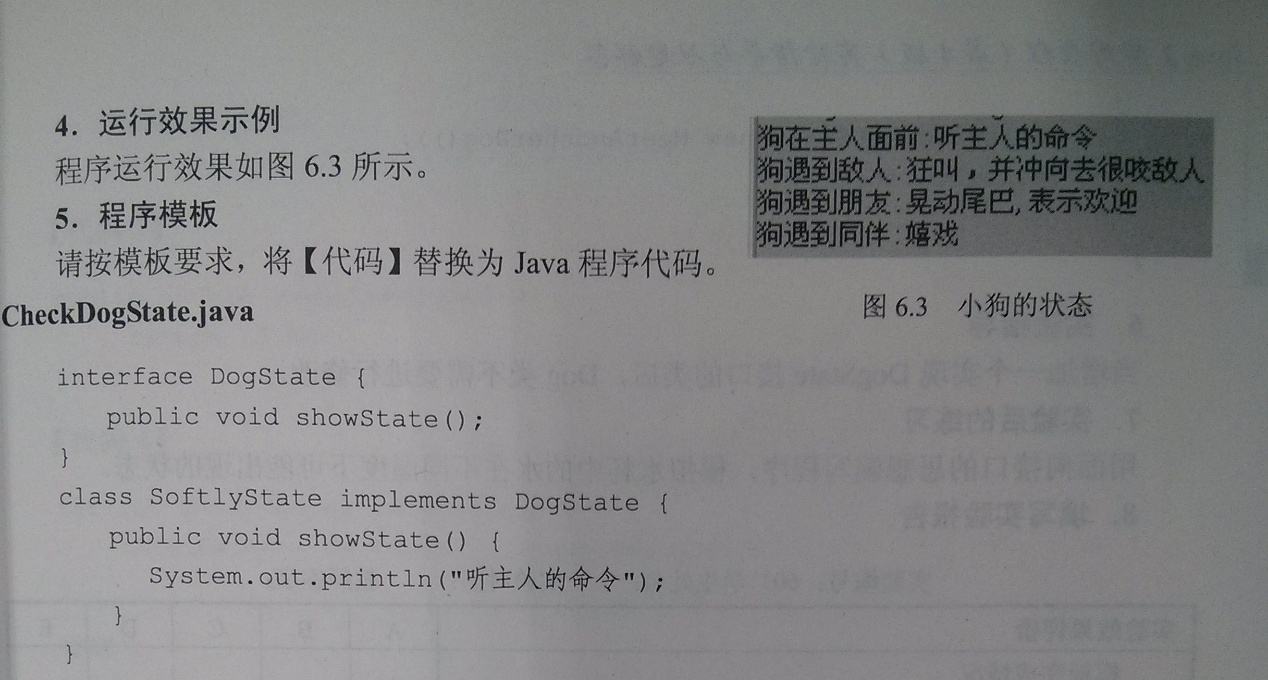 4．运行效果示例
程序运行效果如图 6.3 所示。
5．程序模板
请按模板要求，将【代码】替换为 Java 程序代码。
狗在主人面前:听主人的命令
狗遇到敌人:狂叫，并冲向去很咬敌人
狗遇到朋友:晃动尾巴,表示欢迎
狗遇到同伴:嬉戏
图 6.3 小狗的状态
CheckDogState.java
interface DogState {
public void showState();
}
class SoftlyState implements DogState {
public void showState() {
System.out.println("听主人的命令");
}
}